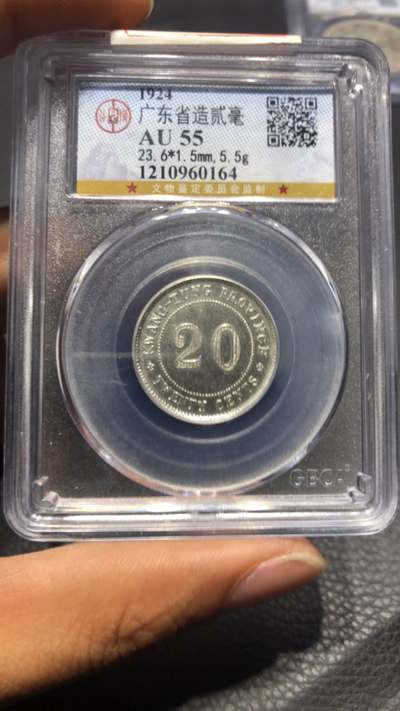 1924
广东省造贰毫
AU 55
23.6*1.5mm,5.5g
1210960164
★ 文物鉴定委员会监制 ★
KWANG-TUNG PROVINCE
20
TWENTY CENTS